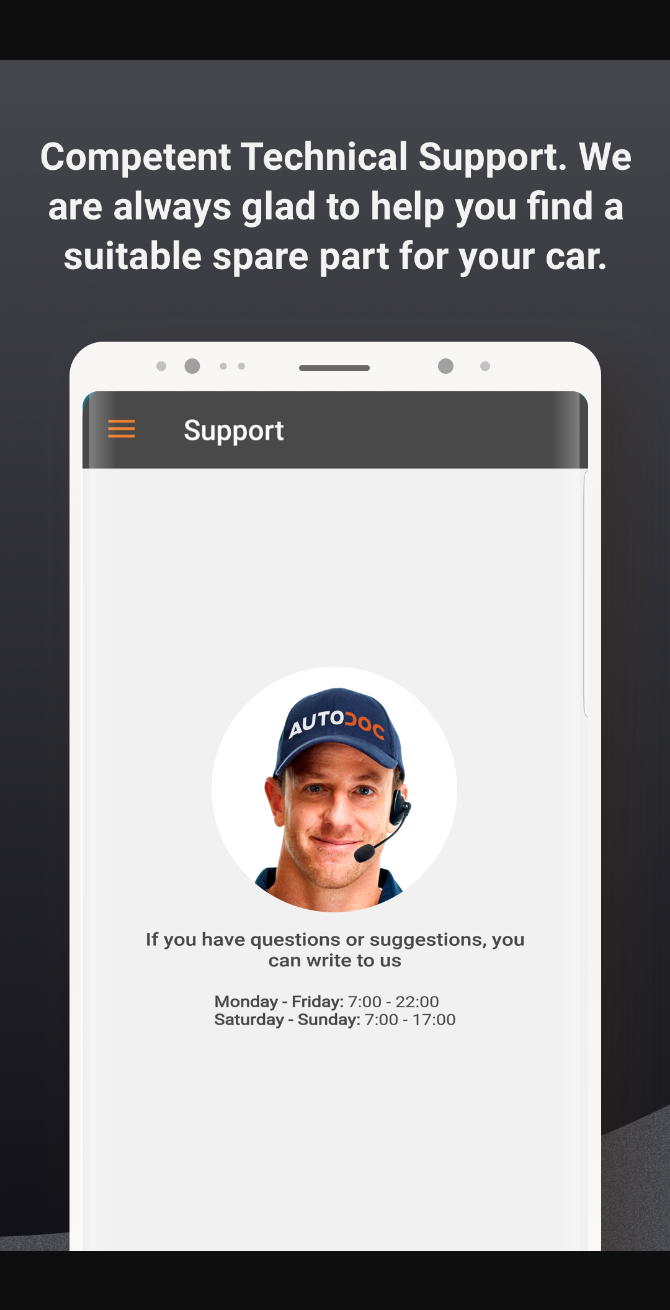 Competent Technical Support. We
are always glad to help you find a
suitable spare part for your car.
Support
AUTODOC
If you have questions or suggestions, you
can write to us
Monday - Friday: 7:00 - 22:00
Saturday - Sunday: 7:00 - 17:00